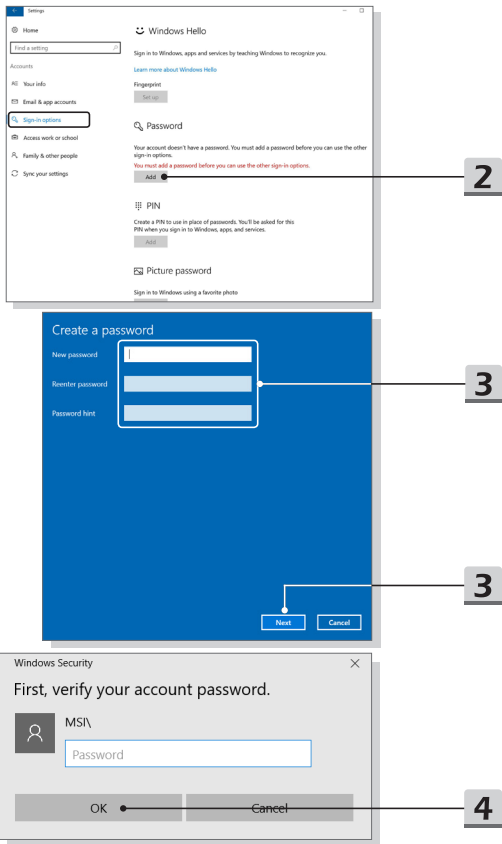 Settings
Home
Find a setting
Accounts
Your info
Email & app accounts
Sign-in options
Access work or school
Family & other people
Sync your settings
Windows Hello
Sign in to Windows, apps and services by teaching Windows to recognize you.
Learn more about Windows Hello
Fingerprint
Set up
Password
Your account doesn't have a password. You must add a password before you can use the other
sign-in options.
You must add a password before you can use the other sign-in options.
Add
2
PIN
Create a PIN to use in place of passwords. You'll be asked for this
PIN when you sign in to Windows, apps, and services.
Add
Picture password
Sign in to Windows using a favorite photo
Create a password
New password
Reenter password
Password hint
3
3
Next Cancel
Windows Security
First, verify your account password.
MSI\
Password
OK Cancel
4